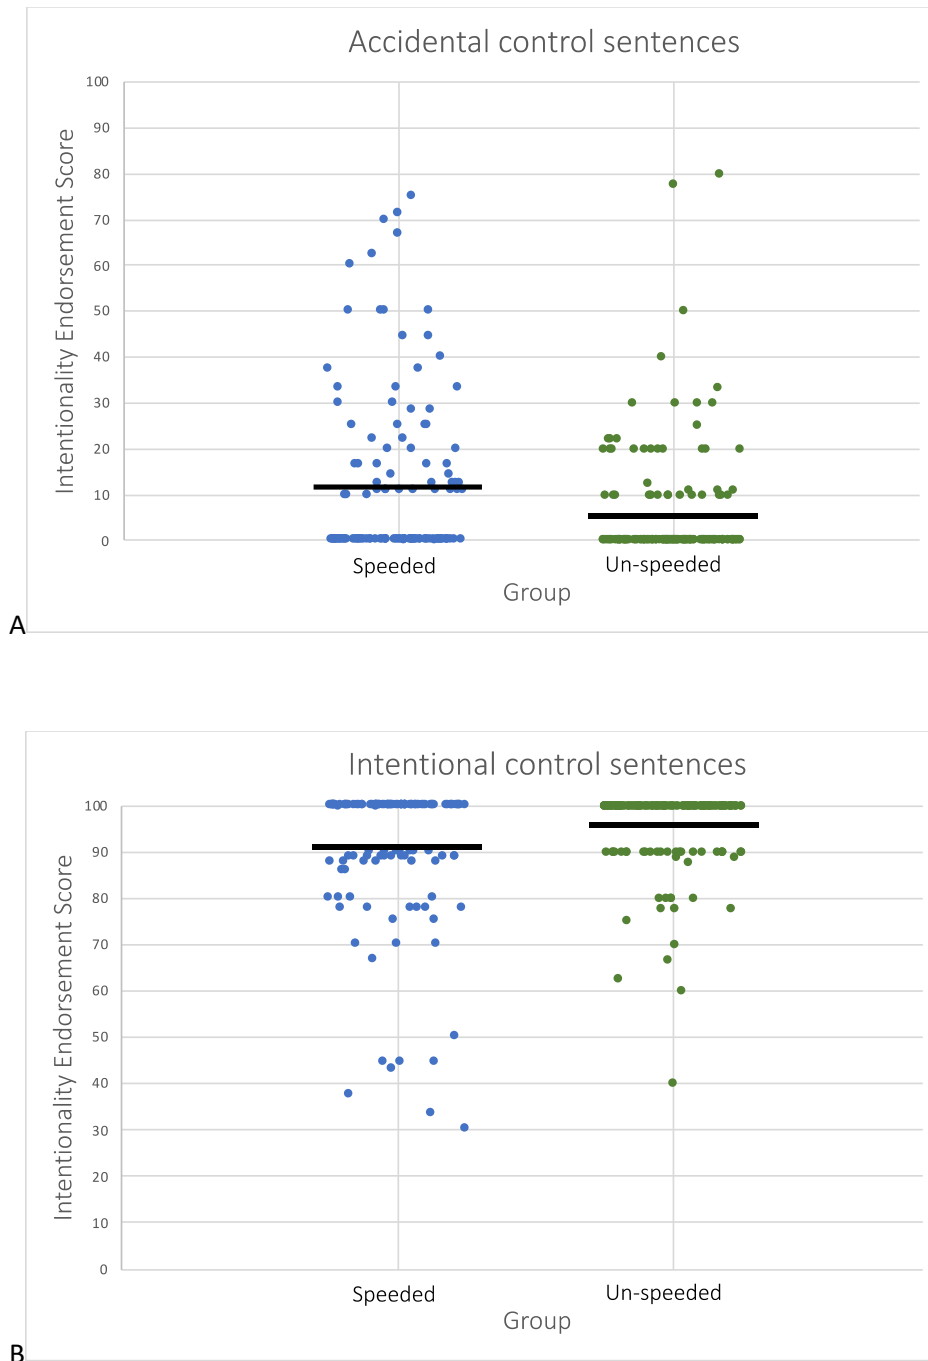 Accidental control sentences
Intentionality Endorsement Score
100
90
80
70
60
50
40
30
20
10
0
Speeded
Un-speeded
Group
A
Intentional control sentences
Intentionality Endorsement Score
100
90
80
70
60
50
40
30
20
10
0
Speeded
Un-speeded
Group
B